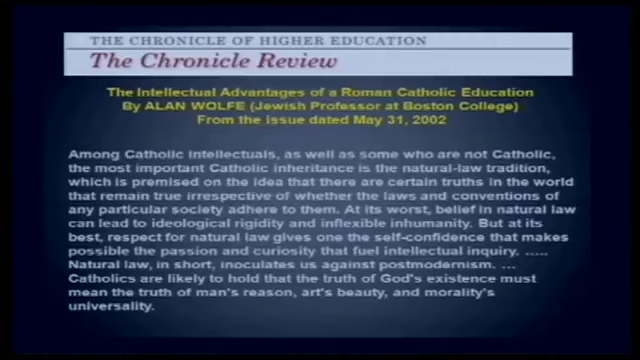 THE CHRONICLE OF HIGHER EDUCATION
The Chronicle Review
The Intellectual Advantages of a Roman Catholic Education
By ALAN WOLFE (Jewish Professor at Boston College)
From the issue dated May 31, 2002
Among Catholic intellectuals, as well as some who are not Catholic,
the most important Catholic inheritance is the natural-law tradition,
which is premised on the idea that there are certain truths in the world
that remain true irrespective of whether the laws and conventions of
any particular society adhere to them. At its worst, belief in natural law
can lead to ideological rigidity and inflexible inhumanity. But at its
best, respect for natural law gives one the self-confidence that makes
possible the passion and curiosity that fuel intellectual inquiry. …..
Natural law, in short, inoculates us against postmodernism. …
Catholics are likely to hold that the truth of God's existence must
mean the truth of man's reason, art's beauty, and morality's
universality.